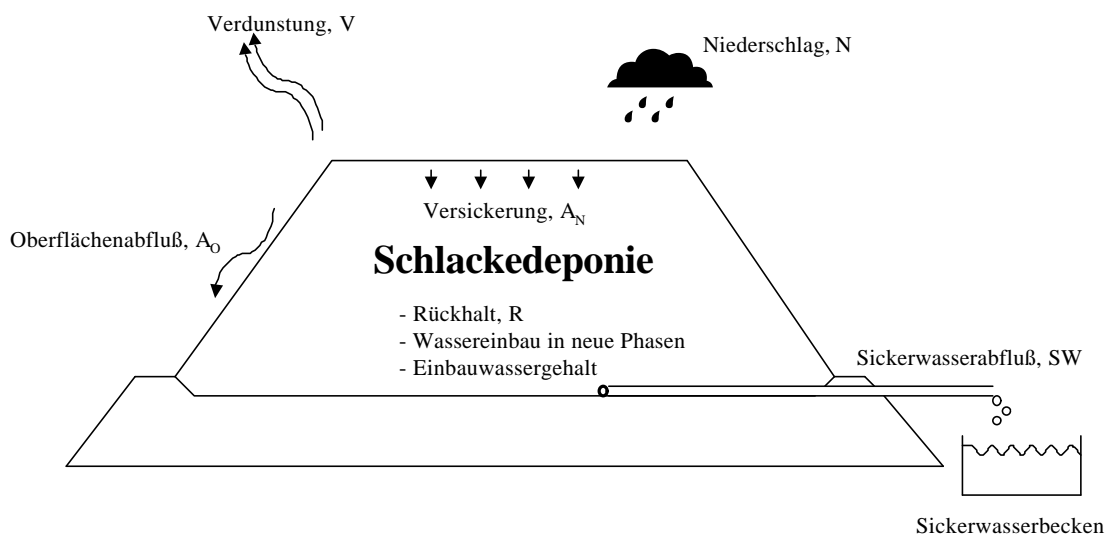 Verdunstung, V
Niederschlag, N
Versickerung, A_N
Oberflächenabfluß, A_O
Schlackedeponie
- Rückhalt, R
- Wassereinbau in neue Phasen
- Einbauwassergehalt
Sickerwasserabfluß, SW
Sickerwasserbecken